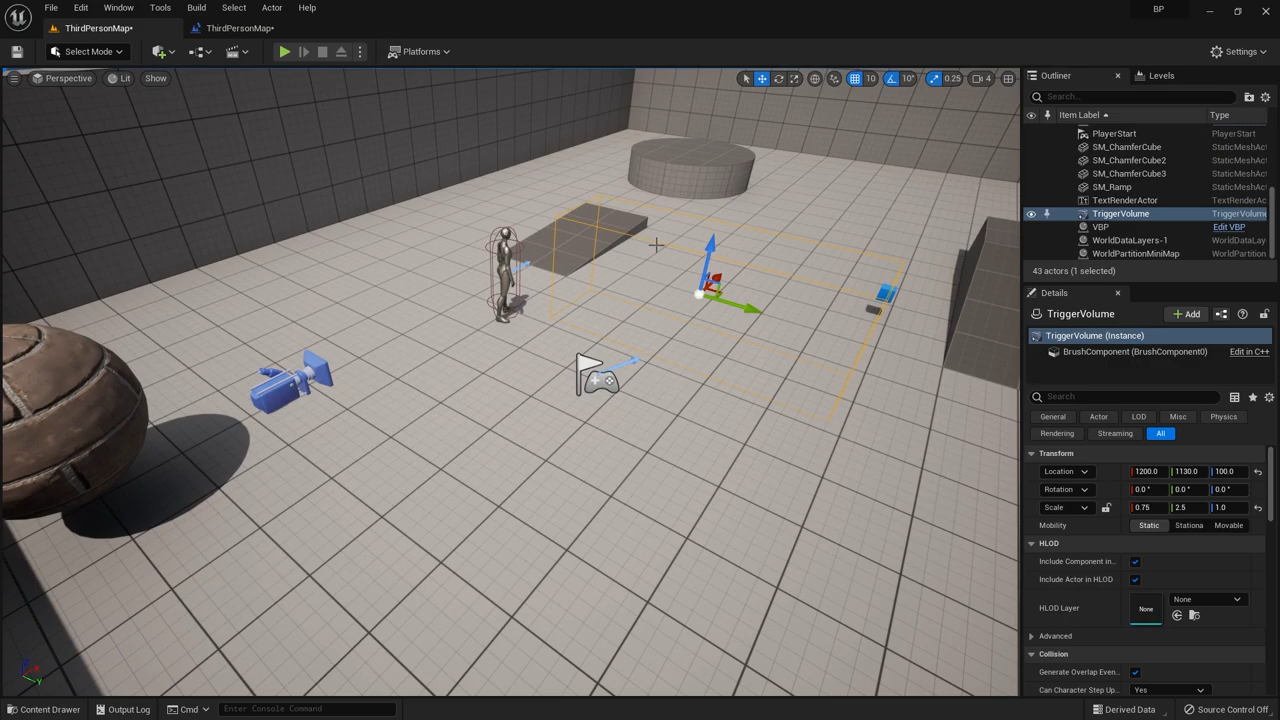 File Edit Window Tools Build Select Actor Help
BP
ThirdPersonMap•
ThirdPersonMap•
Select Mode
Platforms
Settings
Perspective
Lit
Show
10
10°
0.25
4
Outliner
Levels
Search...
Item Label
Type
PlayerStart PlayerStart
SM_ChamferCube StaticMeshAct
SM_ChamferCube2 StaticMeshAct
SM_ChamferCube3 StaticMeshAct
SM_Ramp StaticMeshAct
TextRenderActor TextRenderAc
TriggerVolume TriggerVolume
VBP Edit VBP
WorldDataLayers-1 WorldDataLay
WorldPartitionMiniMap WorldPartition
43 actors (1 selected)
Details
TriggerVolume
Add
TriggerVolume (Instance)
BrushComponent (BrushComponent0) Edit in C++
Search
General Actor LOD Misc Physics
Rendering Streaming All
Transform
Location 1200.0 1130.0 100.0
Rotation 0.0 ° 0.0 ° 0.0 °
Scale 0.75 2.5 1.0
Mobility Static Stationa Movable
HLOD
Include Component in...
Include Actor in HLOD
HLOD Layer
None
None
Advanced
Collision
Generate Overlap Even...
Can Character Step Up... Yes
Content Drawer
Output Log
Cmd
Enter Console Command
Derived Data
Source Control Off
X
Y